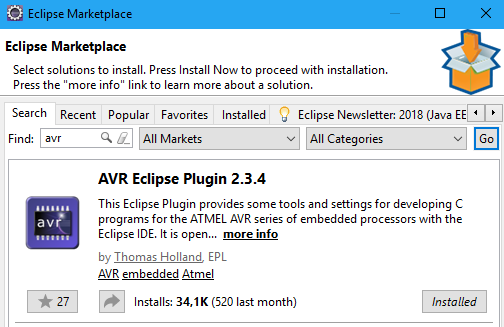 Eclipse Marketplace
Eclipse Marketplace
Select solutions to install. Press Install Now to proceed with installation.
Press the "more info" link to learn more about a solution.
Search Recent Popular Favorites Installed Eclipse Newsletter: 2018 (Java EE
Find: avr All Markets All Categories Go
AVR Eclipse Plugin 2.3.4
avr
This Eclipse Plugin provides some tools and settings for developing C
programs for the ATMEL AVR series of embedded processors with the
Eclipse IDE. It is open... more info
by Thomas Holland, EPL
AVR embedded Atmel
27 Installs: 34,1K (520 last month) Installed